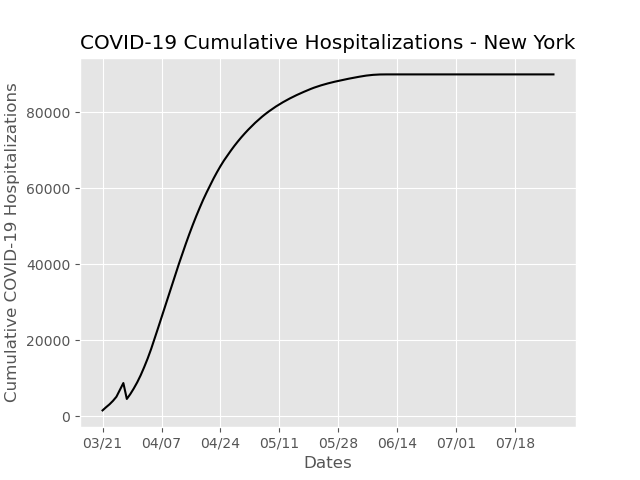 COVID-19 Cumulative Hospitalizations - New York
Cumulative COVID-19 Hospitalizations
80000
60000
40000
20000
0
03/21 04/07 04/24 05/11 05/28 06/14 07/01 07/18
Dates